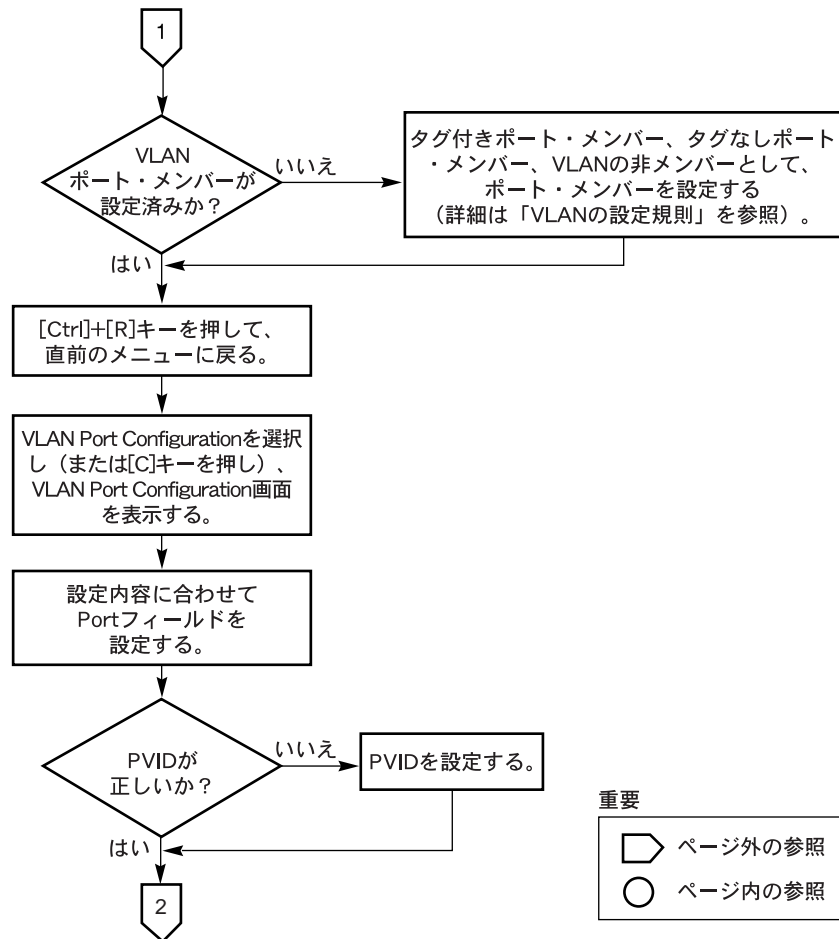 1
VLAN
ポート・メンバーが
設定済みか？
いいえ
タグ付きポート・メンバー、タグなしポート
・メンバー、VLANの非メンバーとして、
ポート・メンバーを設定する
（詳細は「VLANの設定規則」を参照）。
はい
[Ctrl]+[R]キーを押して、
直前のメニューに戻る。
VLAN Port Configurationを選択
し（または[C]キーを押し）、
VLAN Port Configuration画面
を表示する。
設定内容に合わせて
Portフィールドを
設定する。
PVIDが
正しいか？
いいえ
PVIDを設定する。
はい
2
重要
ページ外の参照
ページ内の参照